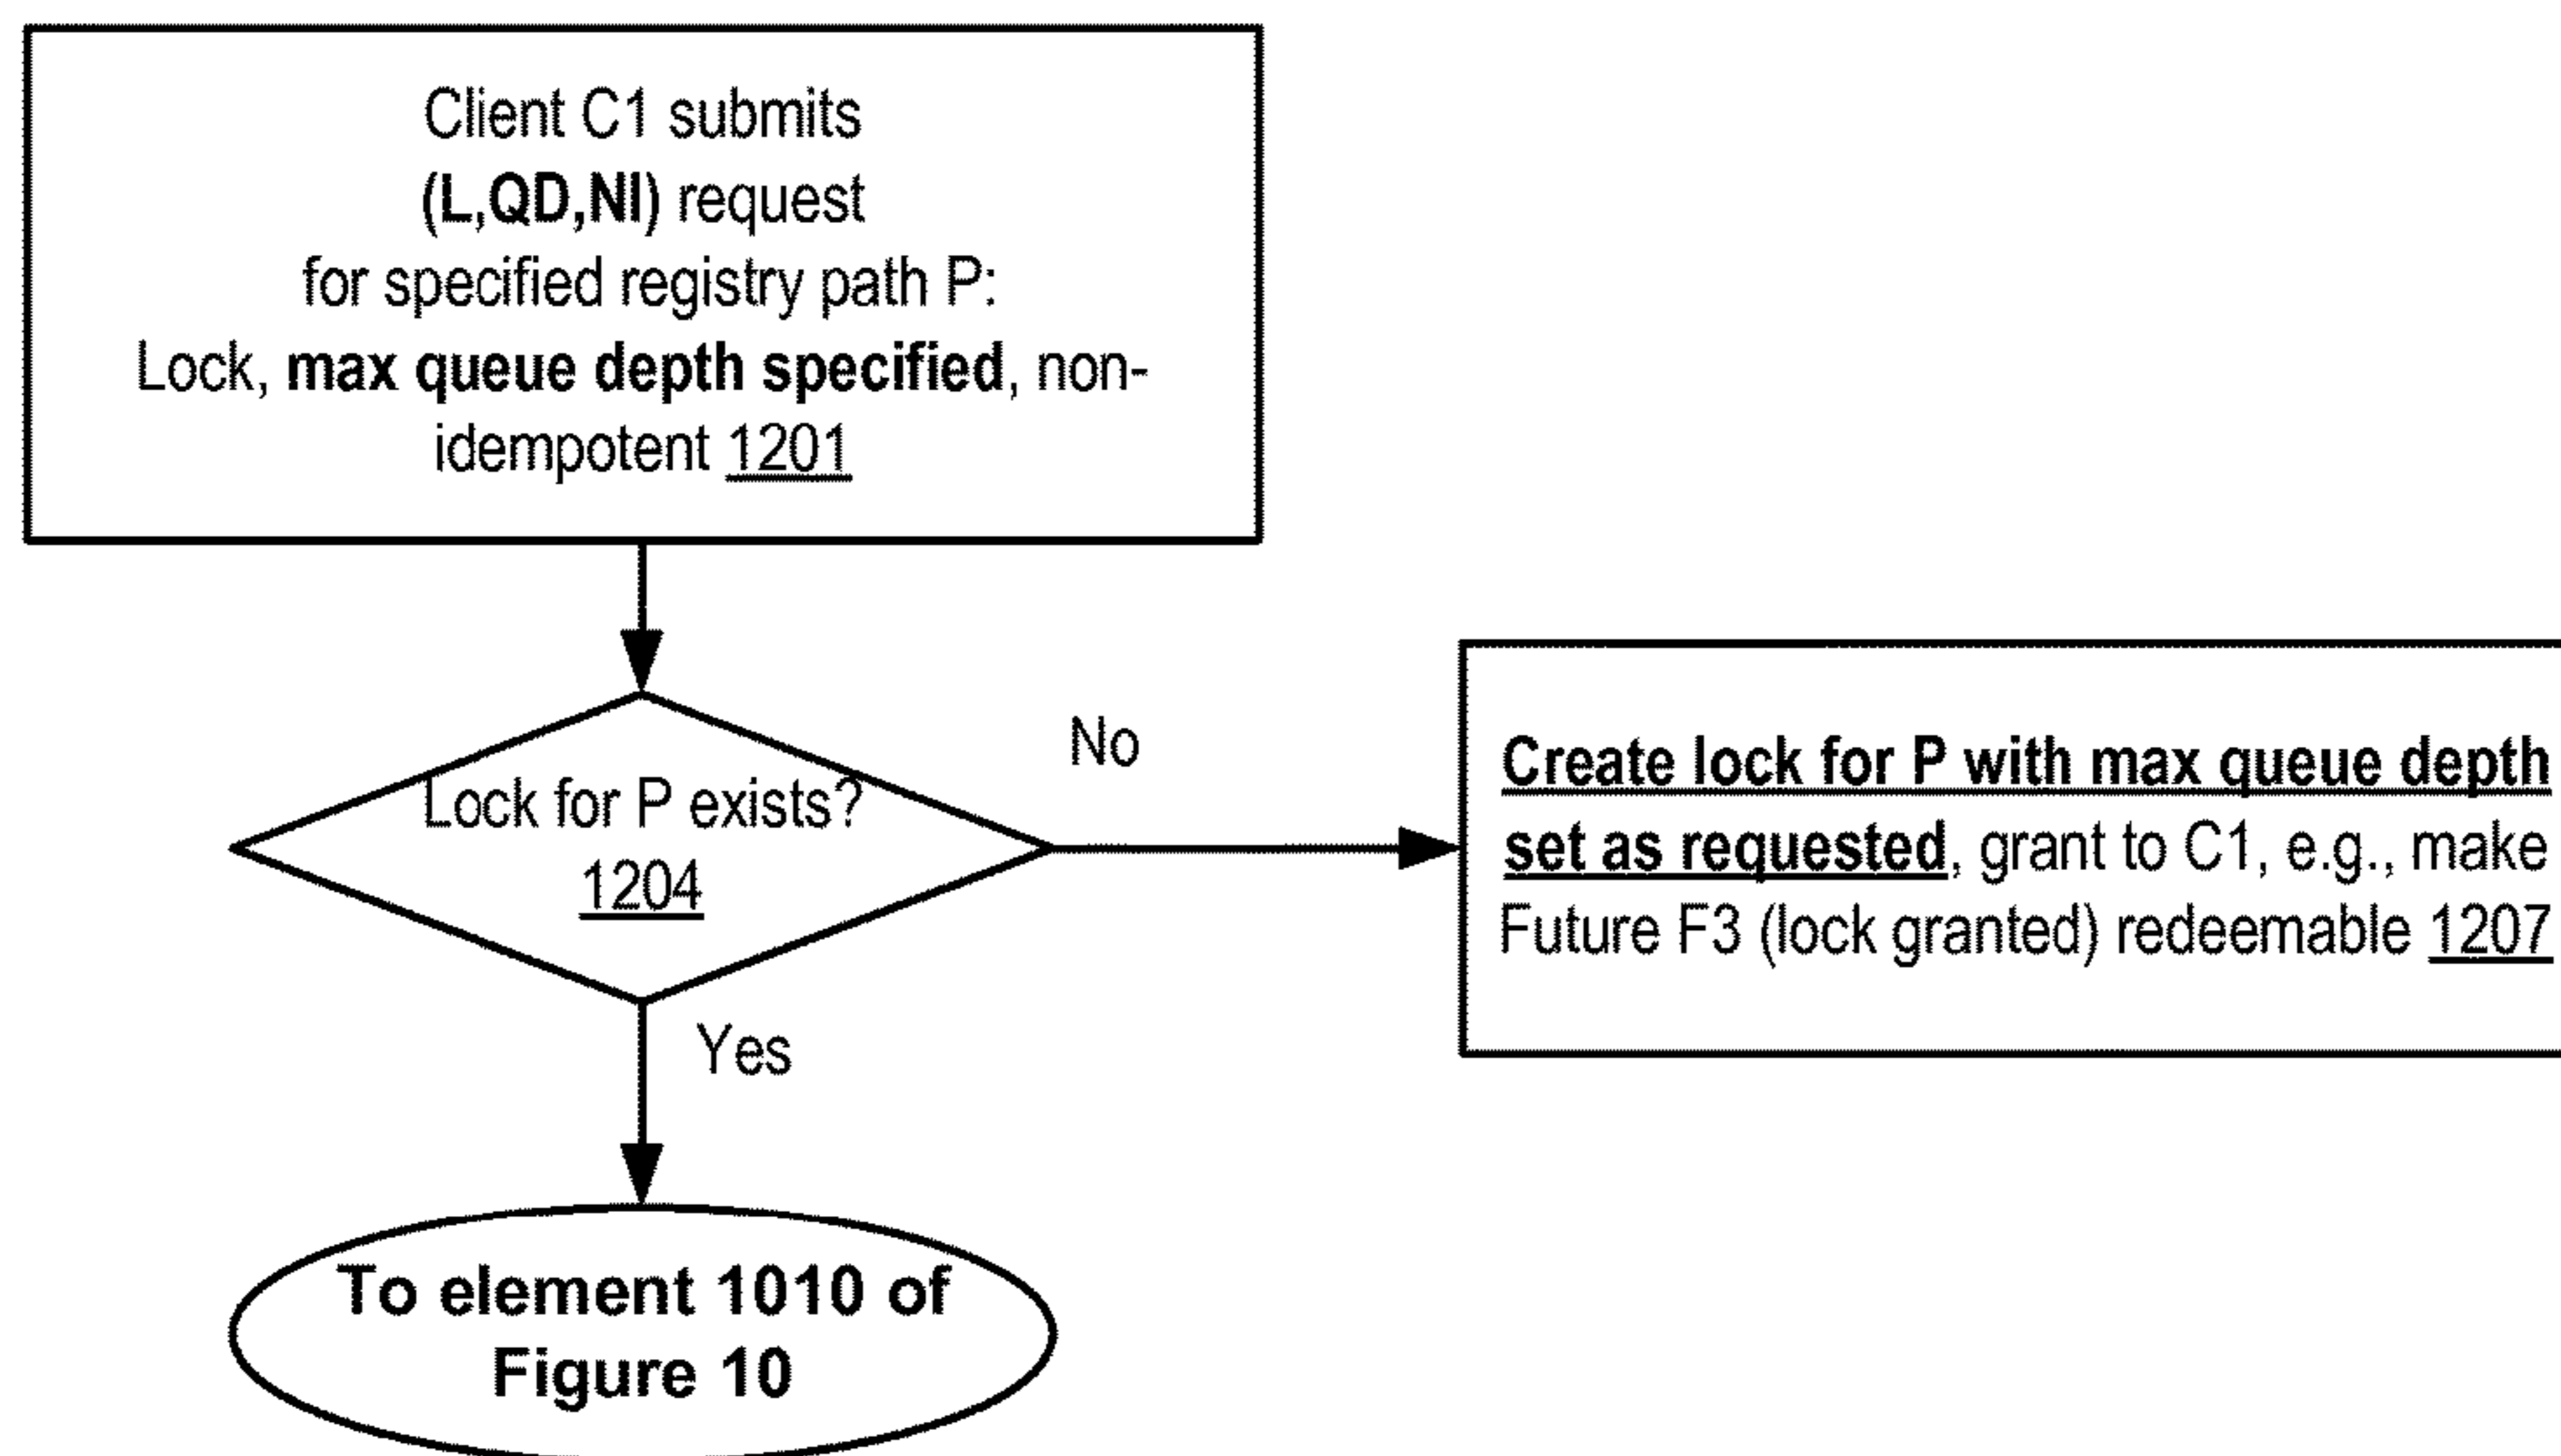 Client C1 submits
(L,QD,NI) request
for specified registry path P:
Lock, max queue depth specified, non-
idempotent 1201
Lock for P exists?
1204
No
Create lock for P with max queue depth
set as requested, grant to C1, e.g., make
Future F3 (lock granted) redeemable 1207
Yes
To element 1010 of
Figure 10